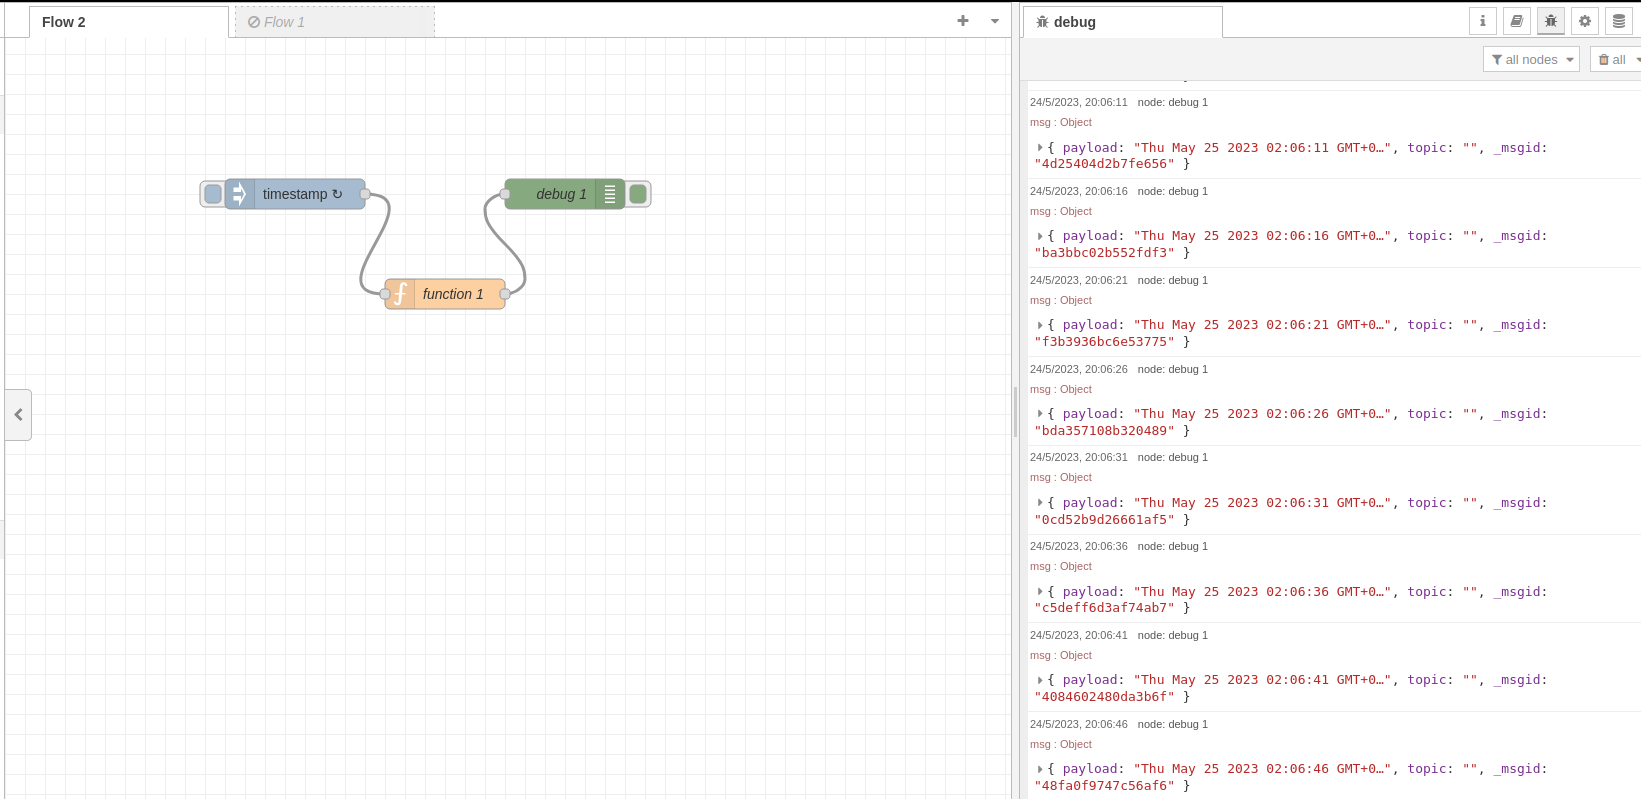 Flow 2
Flow 1
debug
all nodes
all
}
24/5/2023, 20:06:11 node: debug 1
msg : Object
{ payload: "Thu May 25 2023 02:06:11 GMT+0…", topic: "", _msgid:
"4d25404d2b7fe656" }
24/5/2023, 20:06:16 node: debug 1
msg : Object
{ payload: "Thu May 25 2023 02:06:16 GMT+0…", topic: "", _msgid:
"ba3bbc02b552fdf3" }
24/5/2023, 20:06:21 node: debug 1
msg : Object
{ payload: "Thu May 25 2023 02:06:21 GMT+0…", topic: "", _msgid:
"f3b3936bc6e53775" }
24/5/2023, 20:06:26 node: debug 1
msg : Object
{ payload: "Thu May 25 2023 02:06:26 GMT+0…", topic: "", _msgid:
"bda357108b320489" }
24/5/2023, 20:06:31 node: debug 1
msg : Object
{ payload: "Thu May 25 2023 02:06:31 GMT+0…", topic: "", _msgid:
"0cd52b9d26661af5" }
24/5/2023, 20:06:36 node: debug 1
msg : Object
{ payload: "Thu May 25 2023 02:06:36 GMT+0…", topic: "", _msgid:
"c5deff6d3af74ab7" }
24/5/2023, 20:06:41 node: debug 1
msg : Object
{ payload: "Thu May 25 2023 02:06:41 GMT+0…", topic: "", _msgid:
"4084602480da3b6f" }
24/5/2023, 20:06:46 node: debug 1
msg : Object
{ payload: "Thu May 25 2023 02:06:46 GMT+0…", topic: "", _msgid:
"48fa0f9747c56af6" }
timestamp ↻
debug 1
function 1